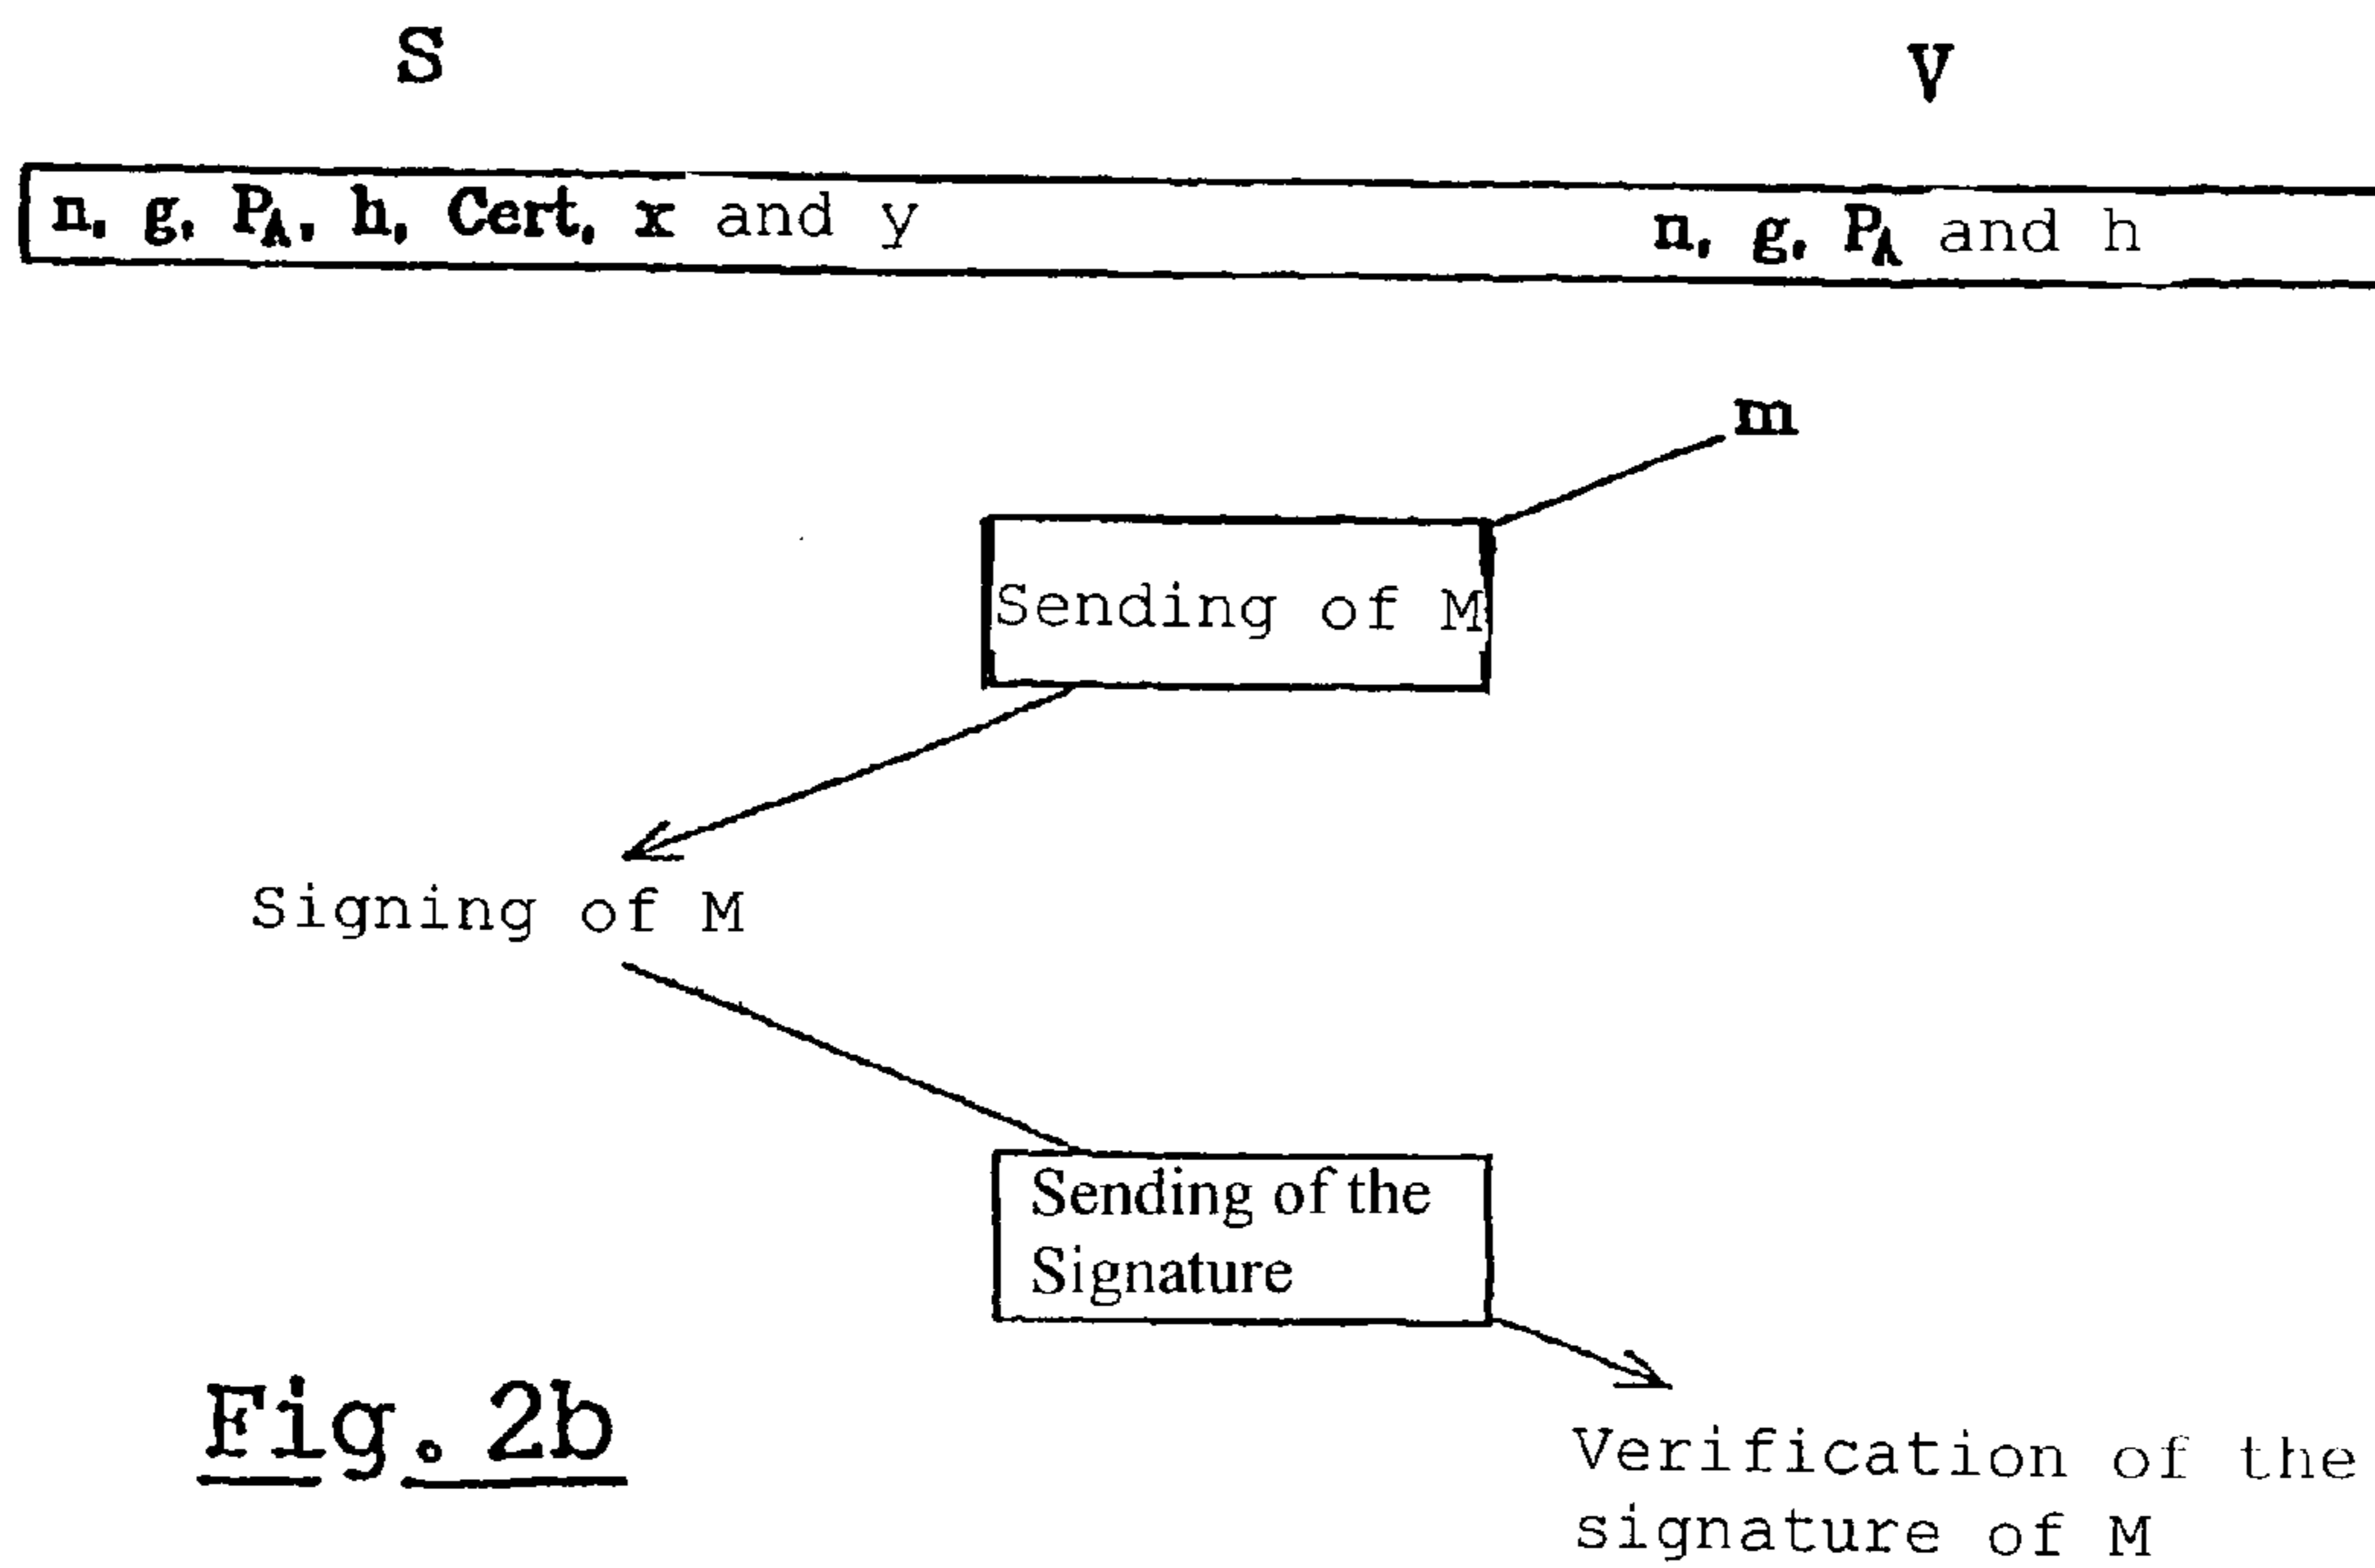 S
V
n, g, PA, h, Cert, x and y
n, g, PA and h
m
Sending of M
Signing of M
Sending of the
Signature
Fig. 2b
Verification of the
signature of M